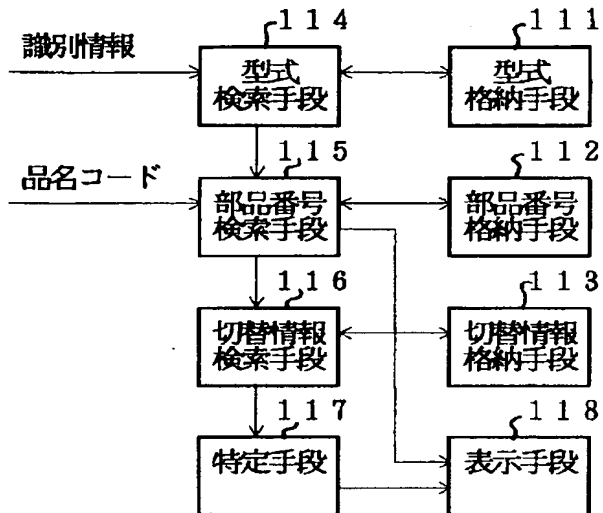 114
111
識別情報
型式
検索手段
型式
格納手段
115
112
品名コード
部品番号
検索手段
部品番号
格納手段
116
113
切替情報
検索手段
切替情報
格納手段
117
118
特定手段
表示手段